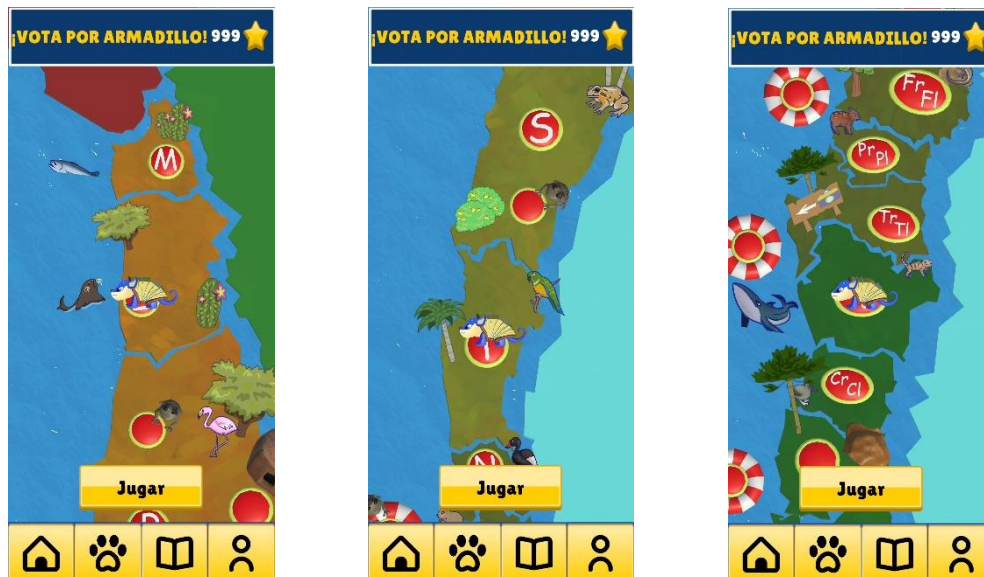 ¡VOTA POR ARMADILLO! 999
M
Jugar
¡VOTA POR ARMADILLO! 999
S
I
N
Jugar
¡VOTA POR ARMADILLO! 999
Fr Fl
Pr Pl
Tr Tl
Cr Cl
Jugar